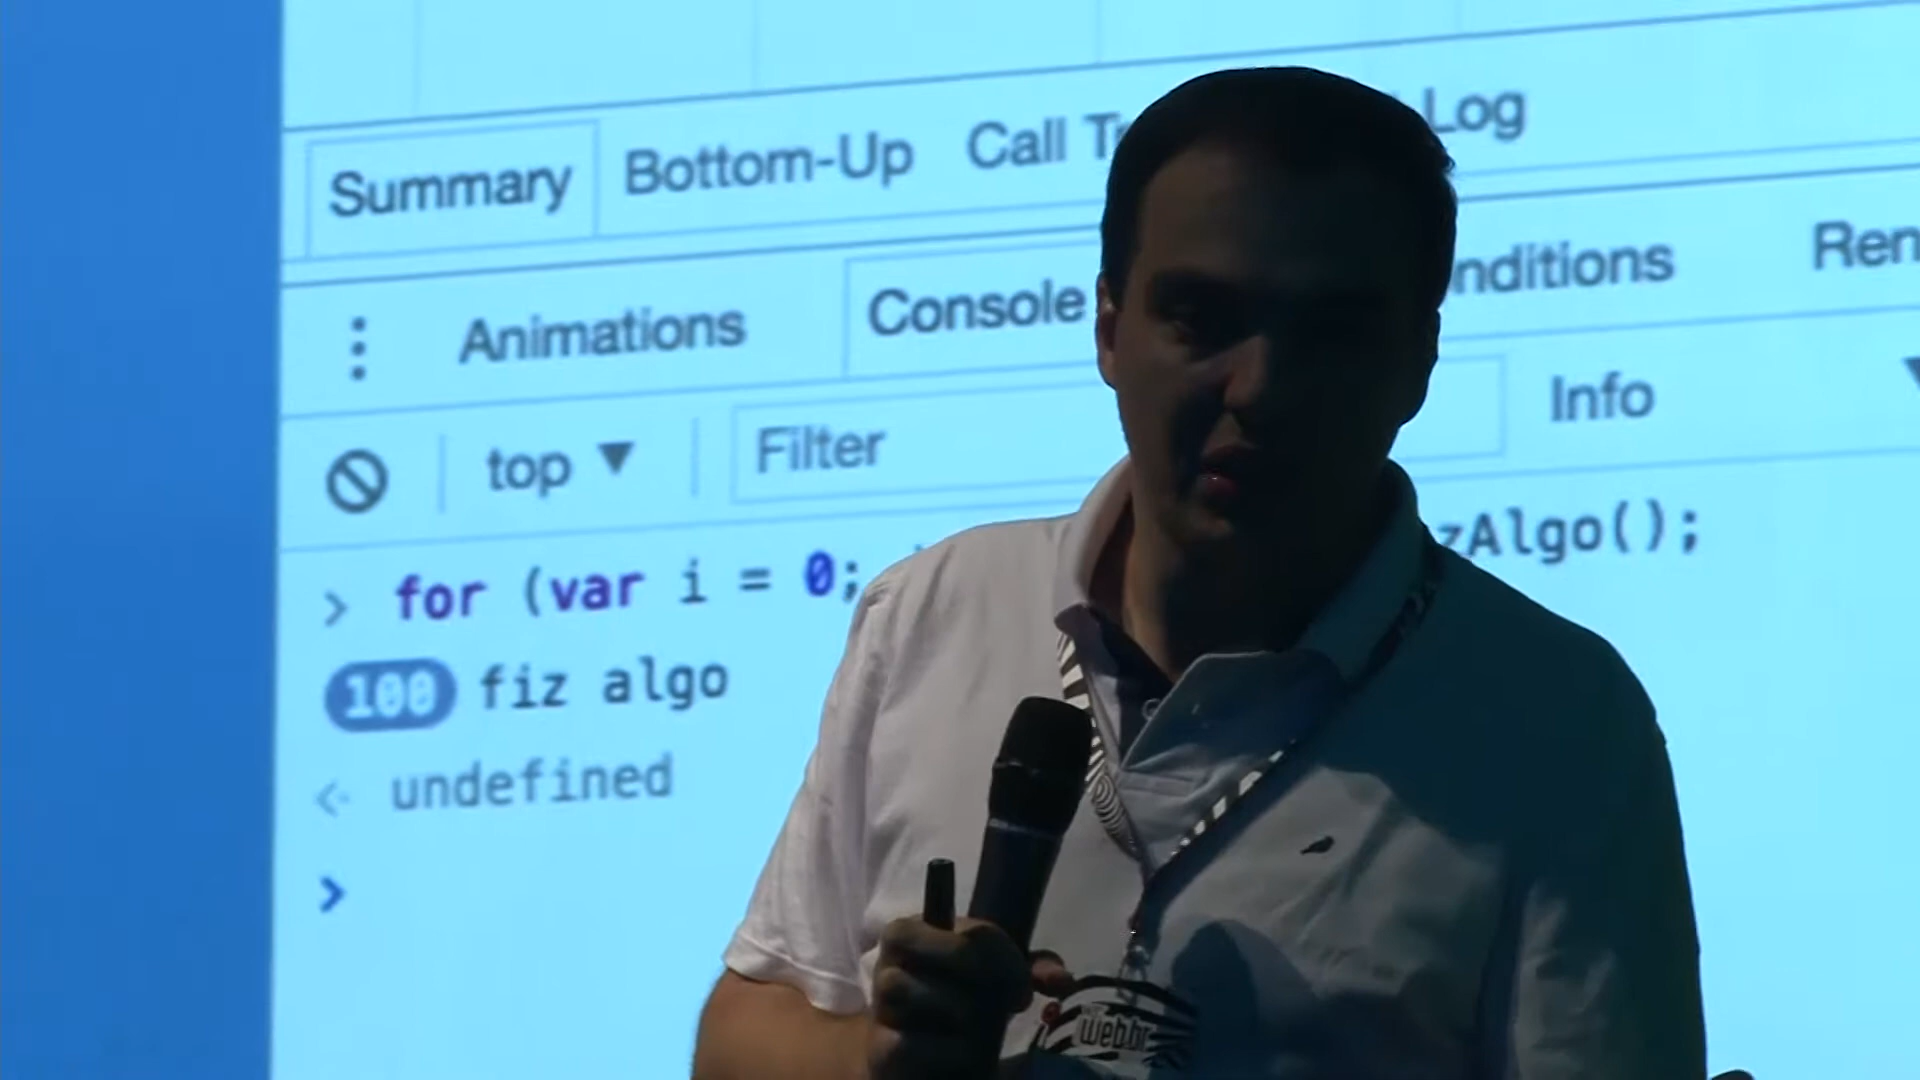 Summary Bottom-Up Call Tr Log
Animations Console nditions Ren
top Filter Info
for (var i = 0; zAlgo();
100 fiz algo
undefined
web.br